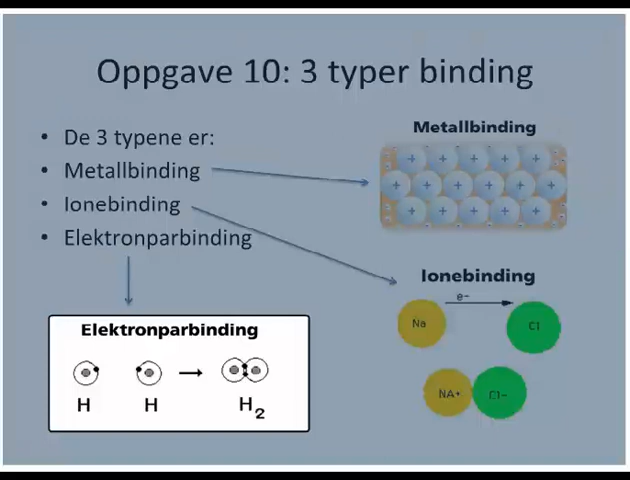 Oppgave 10: 3 typer binding
• De 3 typene er:
• Metallbinding
• Ionebinding
• Elektronparbinding
Metallbinding
+ + + +
+ + + + +
+ + + +
Ionebinding
e−
Na Cl
NA• Cl−
Elektronparbinding
H H H2